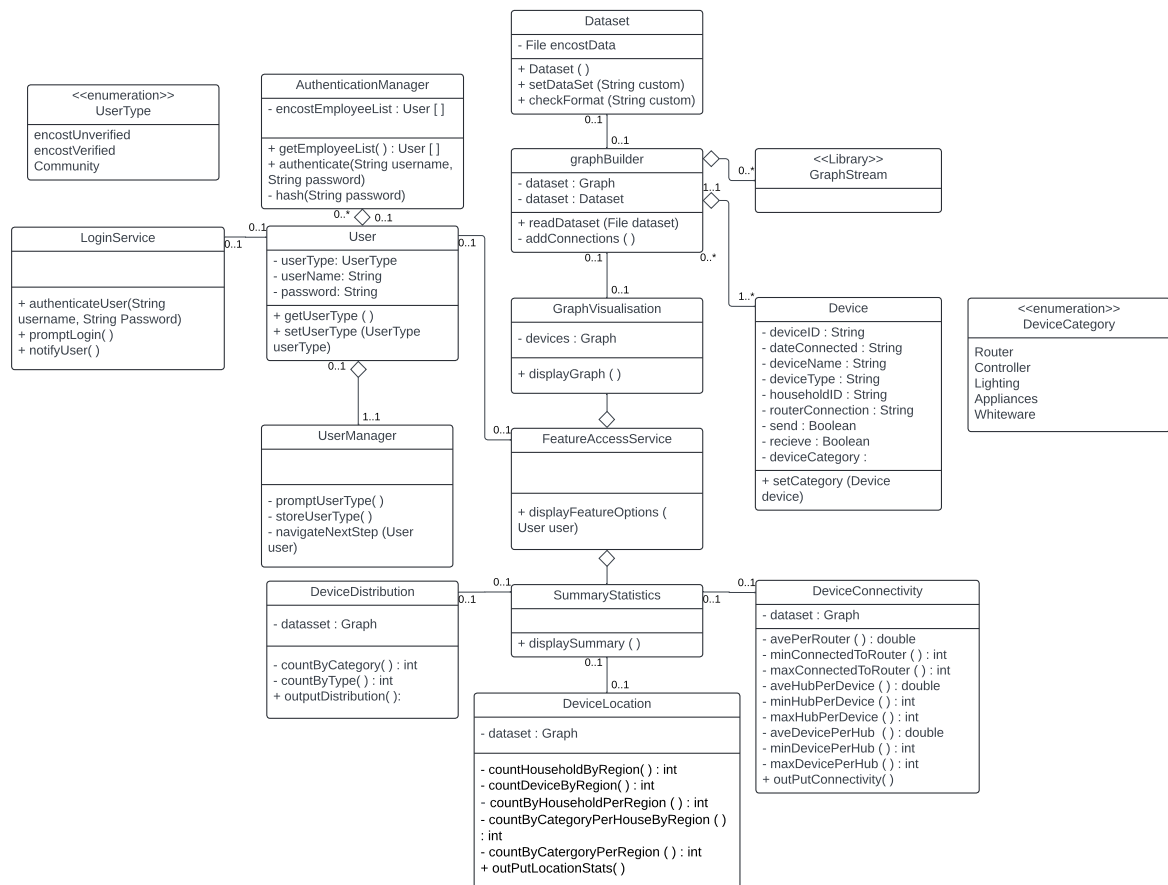 Dataset
- File encostData
+ Dataset ( )
+ setDataSet (String custom)
+ checkFormat (String custom)
0..1
0..1
<<enumeration>>
UserType
encostUnverified
encostVerified
Community
AuthenticationManager
- encostEmployeeList : User [ ]
+ getEmployeeList( ) : User [ ]
+ authenticate(String username,
String password)
- hash(String password)
0..*
0..1
graphBuilder
- dataset : Graph
- dataset : Dataset
+ readDataset (File dataset)
- addConnections ( )
0..1
0..1
1..1
0..*
<<Library>>
GraphStream
0..*
1..*
LoginService
+ authenticateUser(String
username, String Password)
+ promptLogin( )
+ notifyUser( )
0..1
0..1
User
- userType: UserType
- userName: String
- password: String
+ getUserType ( )
+ setUserType (UserType
userType)
0..1
0..1
0..1
1..1
GraphVisualisation
- devices : Graph
+ displayGraph ( )
Device
- deviceID : String
- dateConnected : String
- deviceName : String
- deviceType : String
- householdID : String
- routerConnection : String
- send : Boolean
- recieve : Boolean
- deviceCategory :
+ setCategory (Device
device)
<<enumeration>>
DeviceCategory
Router
Controller
Lighting
Appliances
Whiteware
UserManager
- promptUserType( )
- storeUserType( )
- navigateNextStep (User
user)
FeatureAccessService
+ displayFeatureOptions (
User user)
DeviceDistribution
- datasset : Graph
- countByCategory( ) : int
- countByType( ) : int
+ outputDistribution( ):
0..1
0..1
SummaryStatistics
+ displaySummary ( )
0..1
0..1
0..1
0..1
DeviceConnectivity
- dataset : Graph
- avePerRouter ( ) : double
- minConnectedToRouter ( ) : int
- maxConnectedToRouter ( ) : int
- aveHubPerDevice ( ) : double
- minHubPerDevice ( ) : int
- maxHubPerDevice ( ) : int
- aveDevicePerHub  ( ) : double
- minDevicePerHub ( ) : int
- maxDevicePerHub ( ) : int
+ outPutConnectivity( )
DeviceLocation
- dataset : Graph
- countHouseholdByRegion( ) : int
- countDeviceByRegion( ) : int
- countByHouseholdPerRegion ( ) : int
- countByCategoryPerHouseByRegion ( )
: int
- countByCatergoryPerRegion ( ) : int
+ outPutLocationStats( )